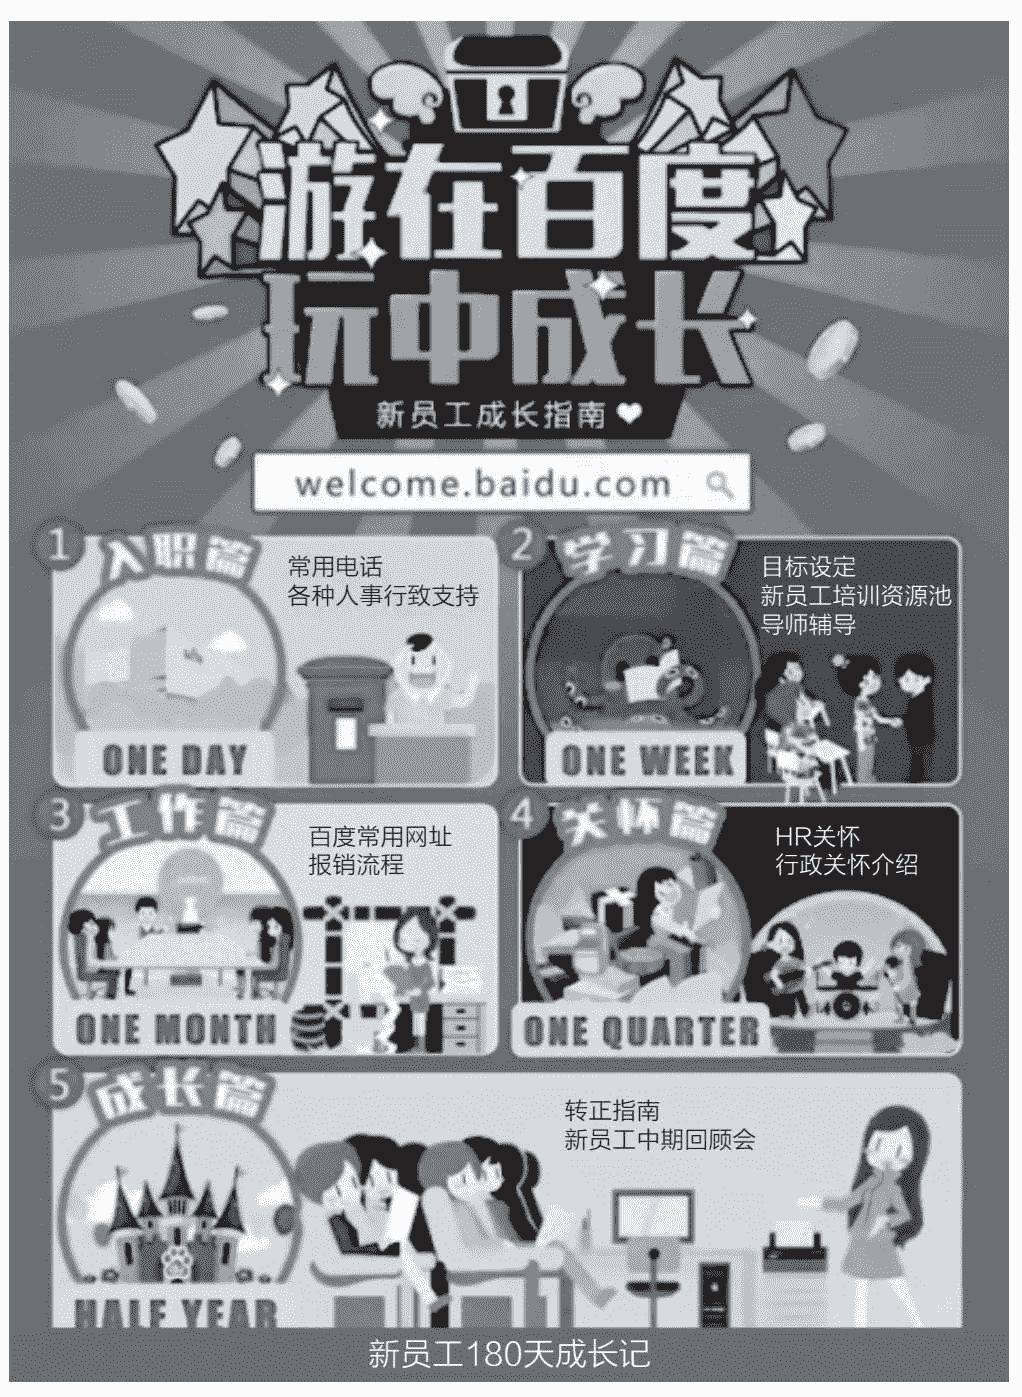 游在百度
玩中成长
新员工成长指南
welcome.baidu.com
1
入职篇
常用电话
各种人事行致支持
ONE DAY
2
学习篇
目标设定
新员工培训资源池
导师辅导
ONE WEEK
3
工作篇
百度常用网址
报销流程
ONE MONTH
4
关怀篇
HR关怀
行政关怀介绍
ONE QUARTER
5
成长篇
转正指南
新员工中期回顾会
HALF YEAR
新员工180天成长记